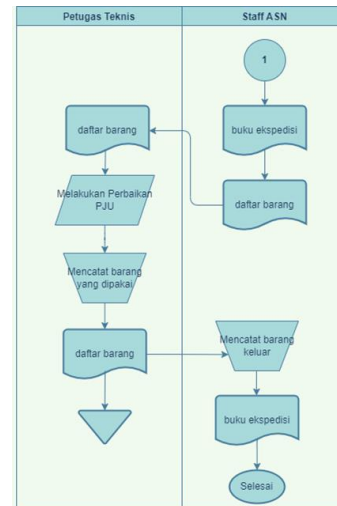 Petugas Teknis
Staff ASN
1
buku ekspedisi
daftar barang
daftar barang
Melakukan Perbaikan
PJU
Mencatat barang
yang dipakai
daftar barang
Mencatat barang
keluar
buku ekspedisi
Selesai